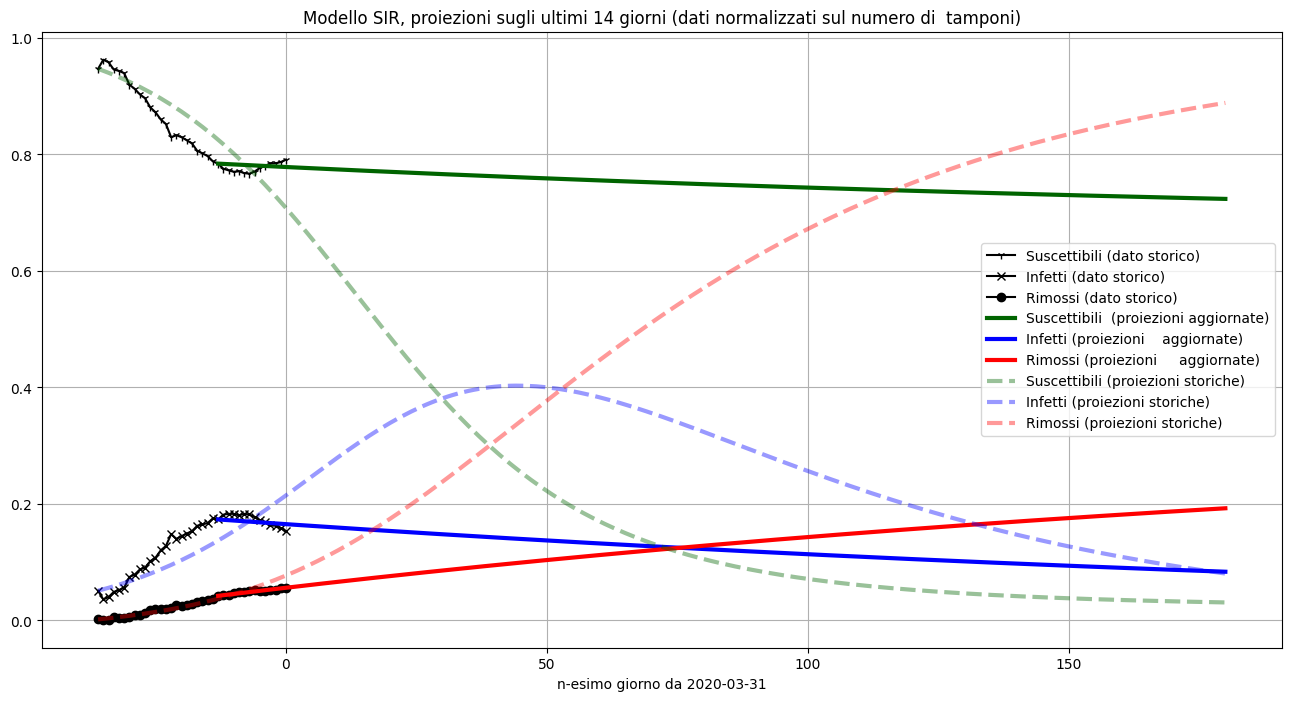 Modello SIR, proiezioni sugli ultimi 14 giorni (dati normalizzati sul numero di  tamponi)
1.0
0.8
0.6
0.4
0.2
0.0
Suscettibili (dato storico)
Infetti (dato storico)
Rimossi (dato storico)
Suscettibili  (proiezioni aggiornate)
Infetti (proiezioni    aggiornate)
Rimossi (proiezioni     aggiornate)
Suscettibili (proiezioni storiche)
Infetti (proiezioni storiche)
Rimossi (proiezioni storiche)
0 50 100 150
n-esimo giorno da 2020-03-31